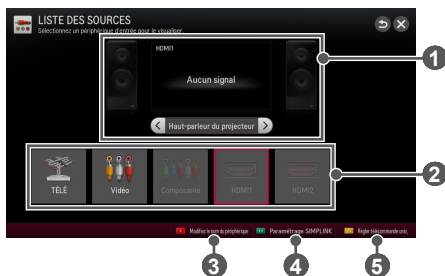 LISTE DES SOURCES
Sélectionnez un périphérique d'entrée pour le visualiser.
HDMI1
Aucun signal
Haut-parleur du projecteur
TÉLÉ
Vidéo
Composante
HDMI1
HDMI2
Modifiez le nom du périphérique
Paramétrage SIMPLINK
Régler télécommande univ.
1
2
3
4
5